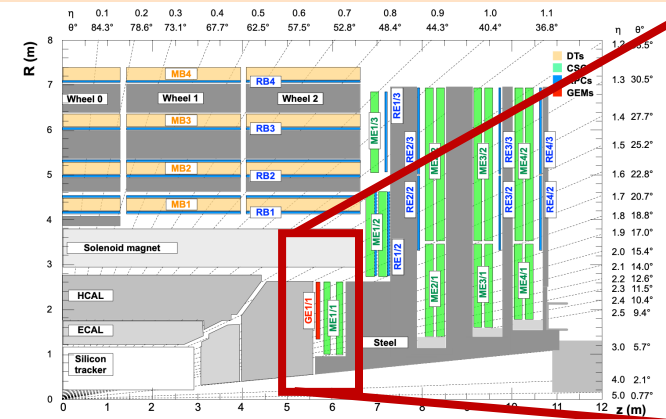 η 0.1 0.2 0.3 0.4 0.5 0.6 0.7 0.8 0.9 1.0 1.1 η θ°
θ° 84.3° 78.6° 73.1° 67.7° 62.5° 57.5° 52.8° 48.4° 44.3° 40.4° 36.8°
R (m)
8
7
6
5
4
3
2
1
0
1.2
1.3 30.5°
1.4 27.7°
1.5 25.2°
1.6 22.8°
1.7 20.7°
1.8 18.8°
1.9 17.0°
2.0 15.4°
2.1 14.0°
2.2 12.6°
2.3 11.5°
2.4 10.4°
2.5 9.4°
3.0 5.7°
4.0 2.1°
5.0 0.77°
DTs
GEMs
MB4
RB4
Wheel 0
Wheel 1
Wheel 2
MB3
RB3
MB2
RB2
MB1
RB1
Solenoid magnet
HCAL
ECAL
Silicon
tracker
Steel
GE1/1
ME1/1
ME1/2
ME1/3
RE1/3
RE1/2
RE2/3
RE2/2
ME2/1
RE3/3
RE3/2
ME3/2
ME3/1
ME4/2
ME4/1
RE4/3
RE4/2
0 1 2 3 4 5 6 7 8 9 10 11 12
z (m)